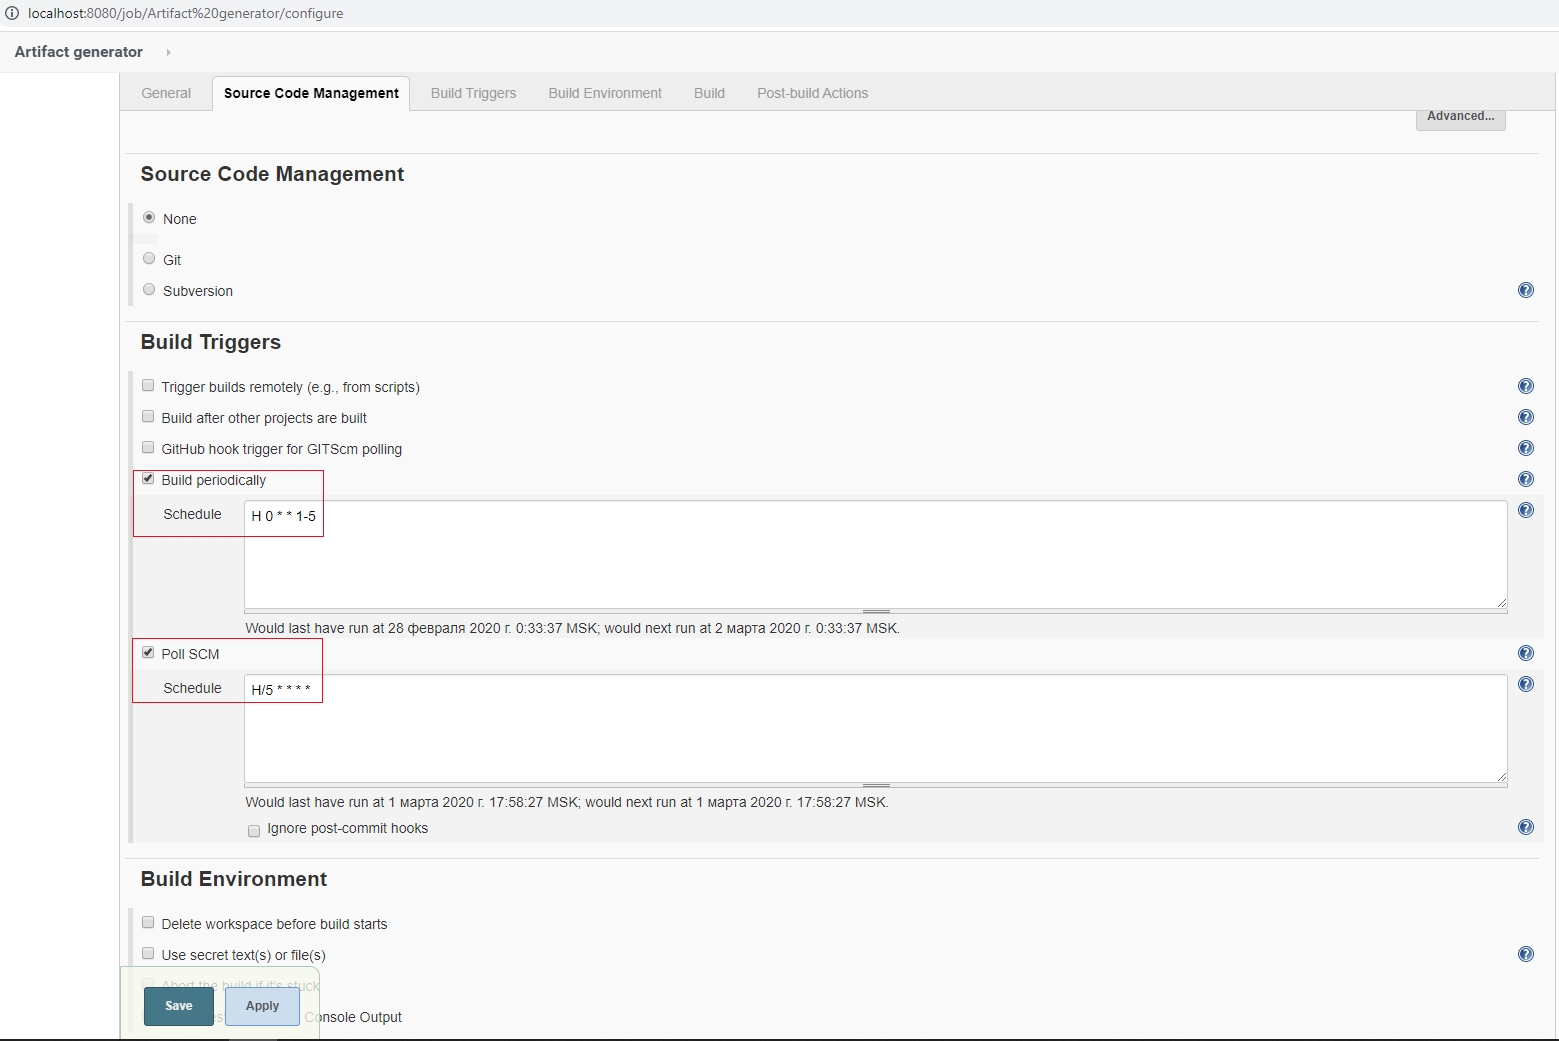 localhost:8080/job/Artifact%20generator/configure
Artifact generator
General Source Code Management Build Triggers Build Environment Build Post-build Actions
Advanced...
Source Code Management
None
Git
Subversion
Build Triggers
Trigger builds remotely (e.g., from scripts)
Build after other projects are built
GitHub hook trigger for GITScm polling
Build periodically
Schedule H 0 * * 1-5
Would last have run at 28 февраля 2020 г. 0:33:37 MSK; would next run at 2 марта 2020 г. 0:33:37 MSK.
Poll SCM
Schedule H/5 * * * *
Would last have run at 1 марта 2020 г. 17:58:27 MSK; would next run at 1 марта 2020 г. 17:58:27 MSK.
Ignore post-commit hooks
Build Environment
Delete workspace before build starts
Use secret text(s) or file(s)
Abort the build if it's stuck
Save Apply
Console Output